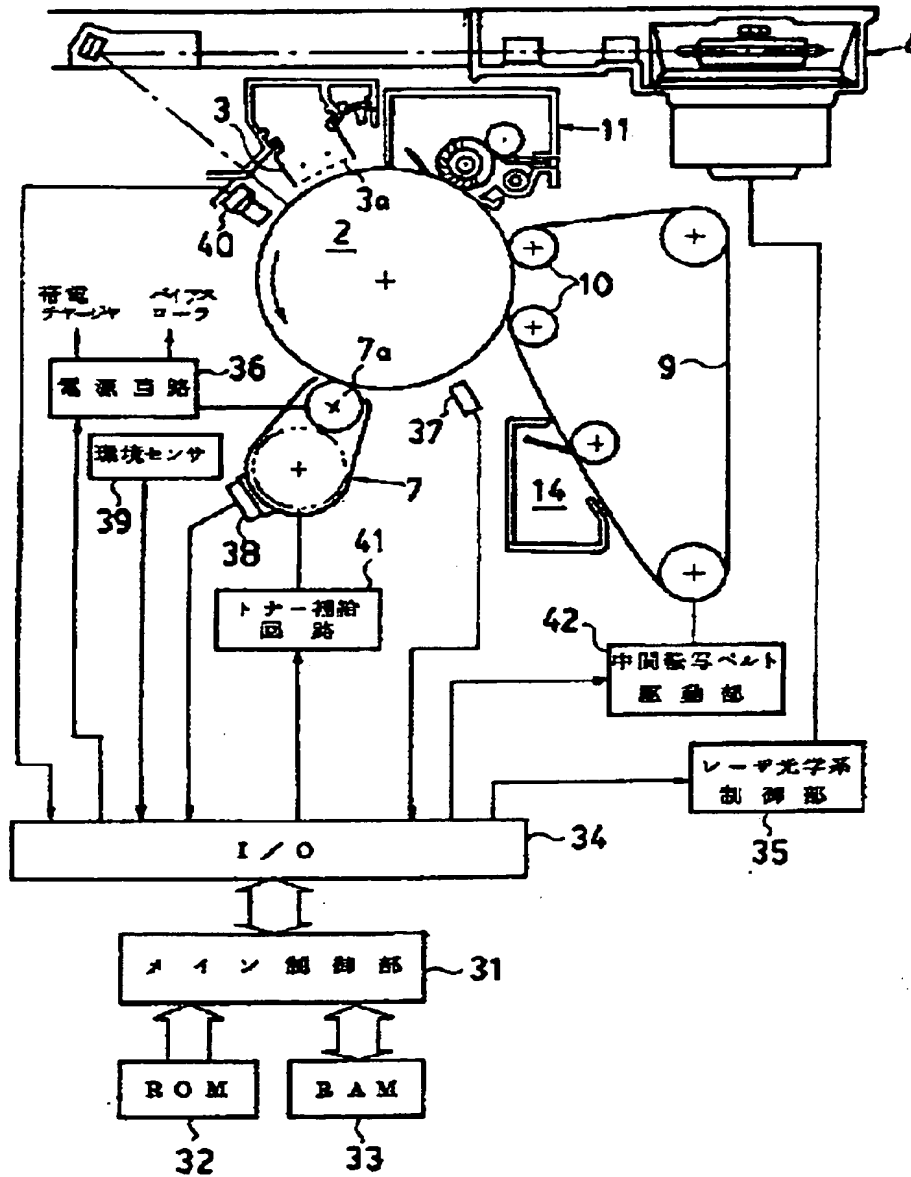 3
3a
11
40
2
10
帯電
チャージャ
バイアス
ローラ
7a
36
電源回路
9
37
環境センサ
39
7
14
38
41
トナー補給
回路
42
中間転写ベルト
駆動部
レーザ光学系
制御部
35
I/O
34
メイン制御部
31
ROM
RAM
32
33